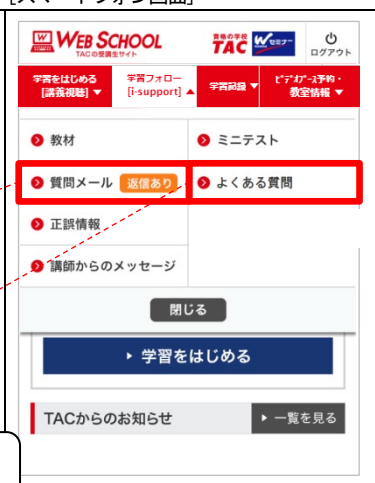 [スマートフォン画面]
WEB SCHOOL
TACの受講生サイト
資格の学校
TAC Wセミナー
ログアウト
学習をはじめる
[講義視聴] ▼
学習フォロー
[i-support] ▲
学習記録 ▼
ビデオブース予約・
教室情報 ▼
教材
ミニテスト
質問メール 返信あり
よくある質問
正誤情報
講師からのメッセージ
閉じる
学習をはじめる
TACからのお知らせ
一覧を見る